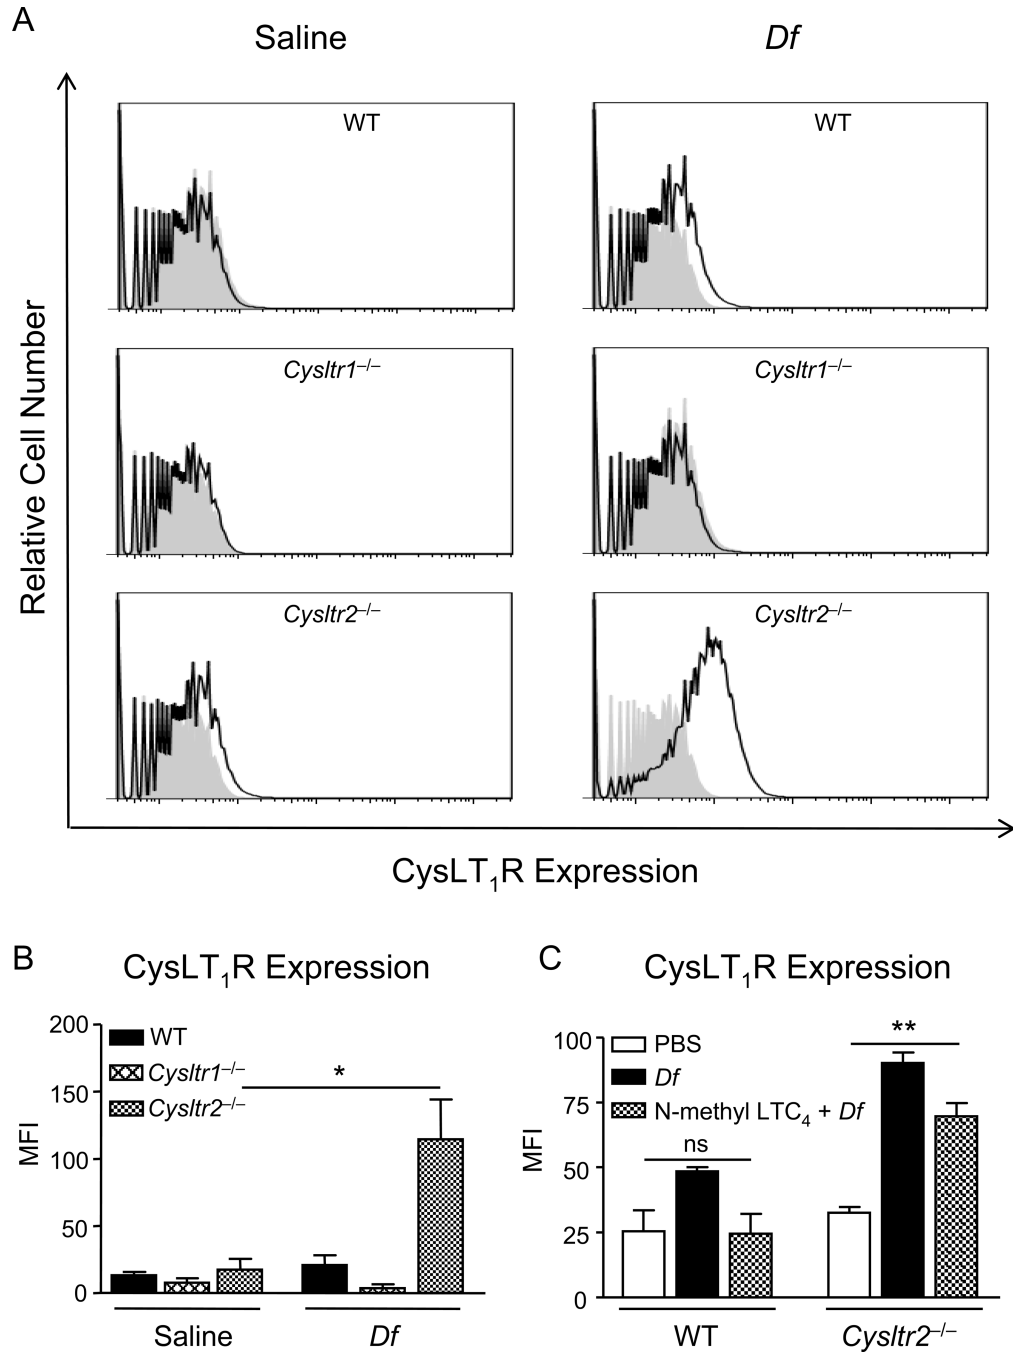 A
Saline
Df
WT
WT
Cysltr1–/–
Cysltr1–/–
Cysltr2–/–
Cysltr2–/–
Relative Cell Number
CysLT1R Expression
B
CysLT1R Expression
200
150
100
50
0
MFI
WT
Cysltr1–/–
Cysltr2–/–
*
Saline
Df
C
CysLT1R Expression
100
75
50
25
0
MFI
PBS
Df
N-methyl LTC4 + Df
ns
**
WT
Cysltr2–/–